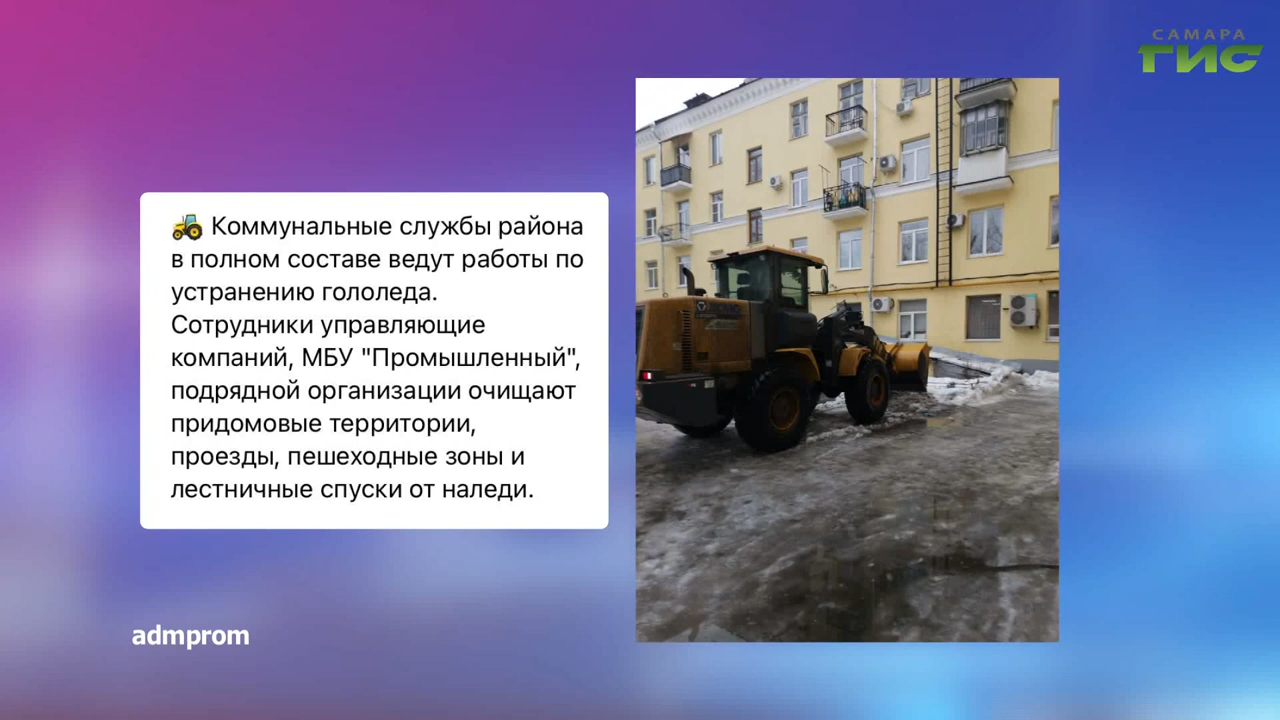 САМАРА
ГИС
🚜 Коммунальные службы района
в полном составе ведут работы по
устранению гололеда.
Сотрудники управляющие
компаний, МБУ "Промышленный",
подрядной организации очищают
придомовые территории,
проезды, пешеходные зоны и
лестничные спуски от наледи.
admprom